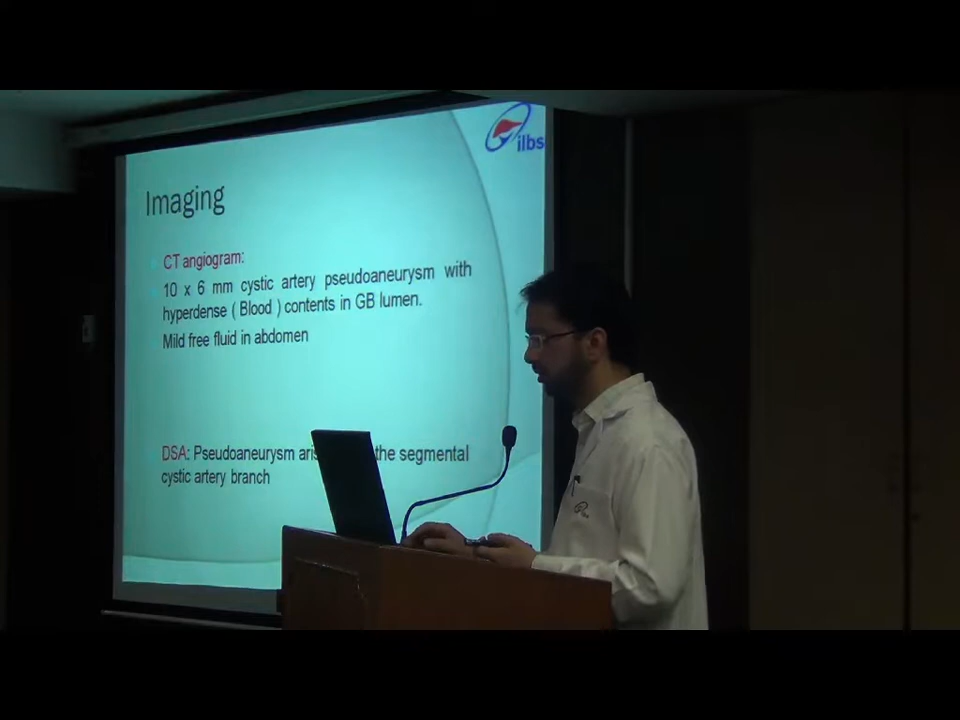 ilbs
Imaging
CT angiogram:
10 x 6 mm cystic artery pseudoaneurysm with
hyperdense ( Blood ) contents in GB lumen.
Mild free fluid in abdomen
DSA: Pseudoaneurysm the segmental
cystic artery branch